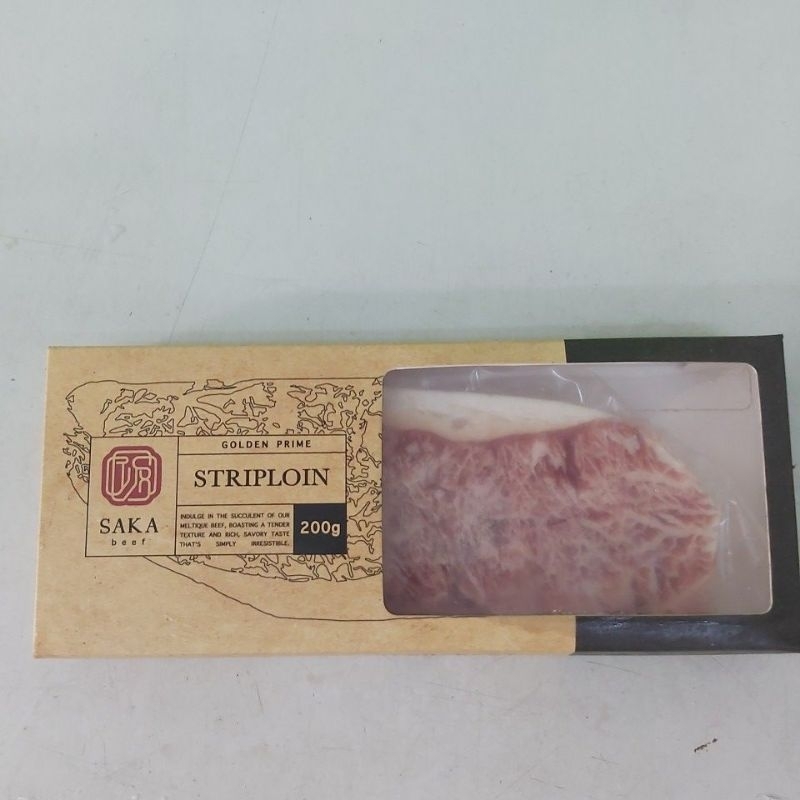 GOLDEN PRIME
STRIPLOIN
SAKA
beef
INDULGE IN THE SUCCULENT OF OUR
MELTIQUE BEEF, BOASTING A TENDER
TEXTURE AND RICH, SAVORY TASTE
THAT'S SIMPLY IRRESISTIBLE.
200g